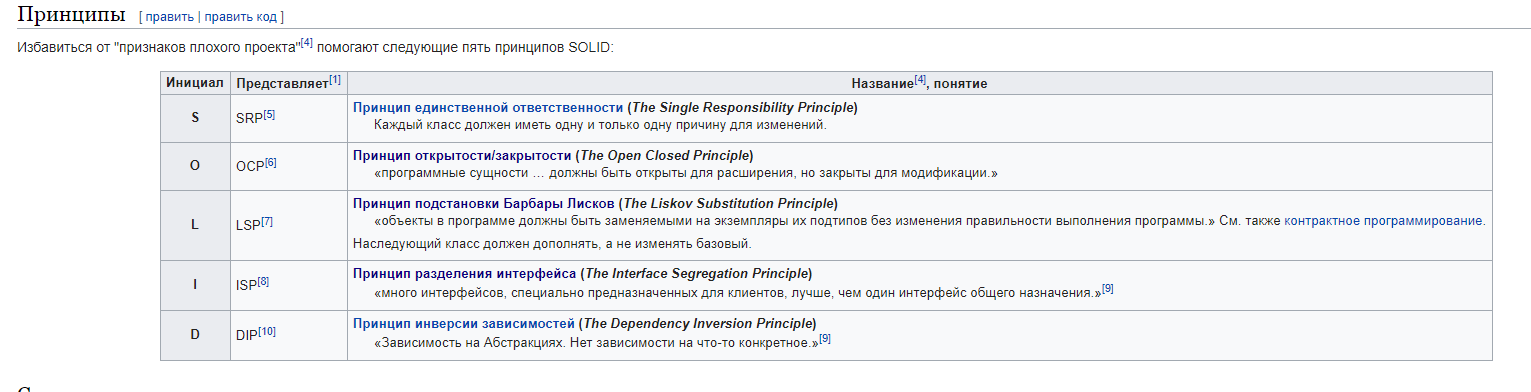 Принципы [ править | править код ]
Избавиться от "признаков плохого проекта"[4] помогают следующие пять принципов SOLID:
Инициал Представляет[1] Название[4], понятие
S SRP[5] Принцип единственной ответственности (The Single Responsibility Principle)
Каждый класс должен иметь одну и только одну причину для изменений.
O OCP[6] Принцип открытости/закрытости (The Open Closed Principle)
«программные сущности … должны быть открыты для расширения, но закрыты для модификации.»
L LSP[7] Принцип подстановки Барбары Лисков (The Liskov Substitution Principle)
«объекты в программе должны быть заменяемыми на экземпляры их подтипов без изменения правильности выполнения программы.» См. также контрактное программирование.
Наследующий класс должен дополнять, а не изменять базовый.
I ISP[8] Принцип разделения интерфейса (The Interface Segregation Principle)
«много интерфейсов, специально предназначенных для клиентов, лучше, чем один интерфейс общего назначения.»[9]
D DIP[10] Принцип инверсии зависимостей (The Dependency Inversion Principle)
«Зависимость на Абстракциях. Нет зависимости на что-то конкретное.»[9]